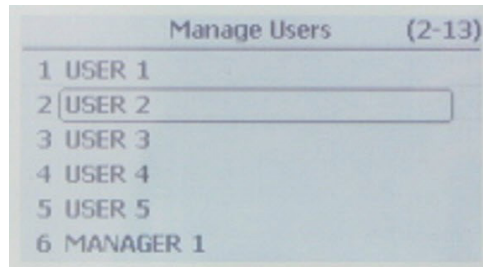 Manage Users (2-13)
1 USER 1
2 USER 2
3 USER 3
4 USER 4
5 USER 5
6 MANAGER 1